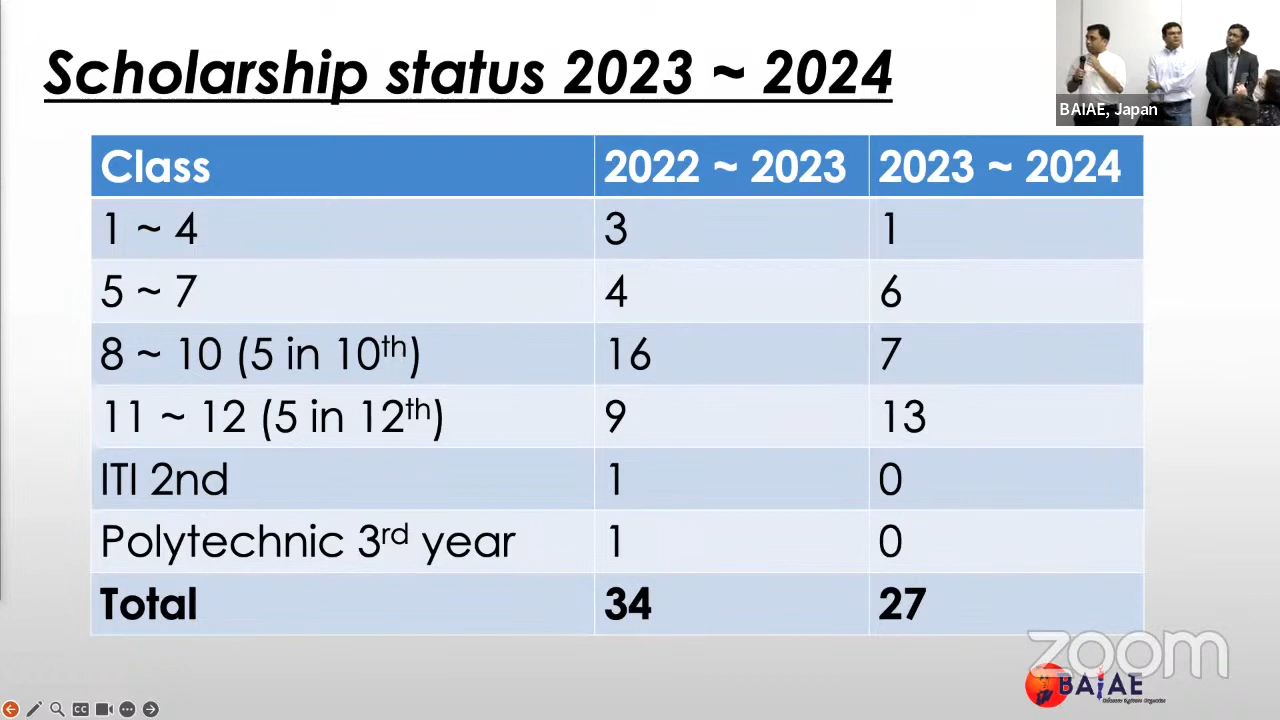 Scholarship status 2023 ~ 2024
BAIAE, Japan
Class 2022 ~ 2023 2023 ~ 2024
1 ~ 4 3 1
5 ~ 7 4 6
8 ~ 10 (5 in 10th) 16 7
11 ~ 12 (5 in 12th) 9 13
ITI 2nd 1 0
Polytechnic 3rd year 1 0
Total 34 27
zoom
BAIAE
CC